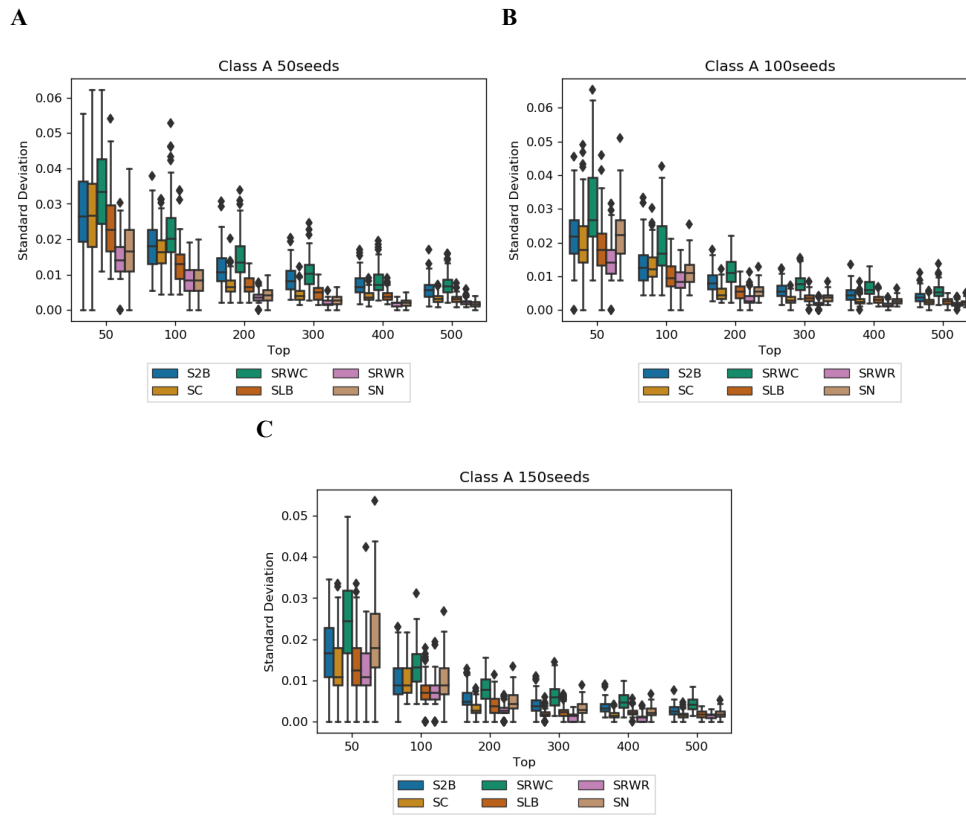 A
Class A 50seeds
0.06
0.05
0.04
0.03
0.02
0.01
0.00
Standard Deviation
50 100 200 300 400 500
Top
S2B SRWC SRWR
SC SLB SN
B
Class A 100seeds
0.06
0.05
0.04
0.03
0.02
0.01
0.00
Standard Deviation
50 100 200 300 400 500
Top
S2B SRWC SRWR
SC SLB SN
C
Class A 150seeds
0.05
0.04
0.03
0.02
0.01
0.00
Standard Deviation
50 100 200 300 400 500
Top
S2B SRWC SRWR
SC SLB SN